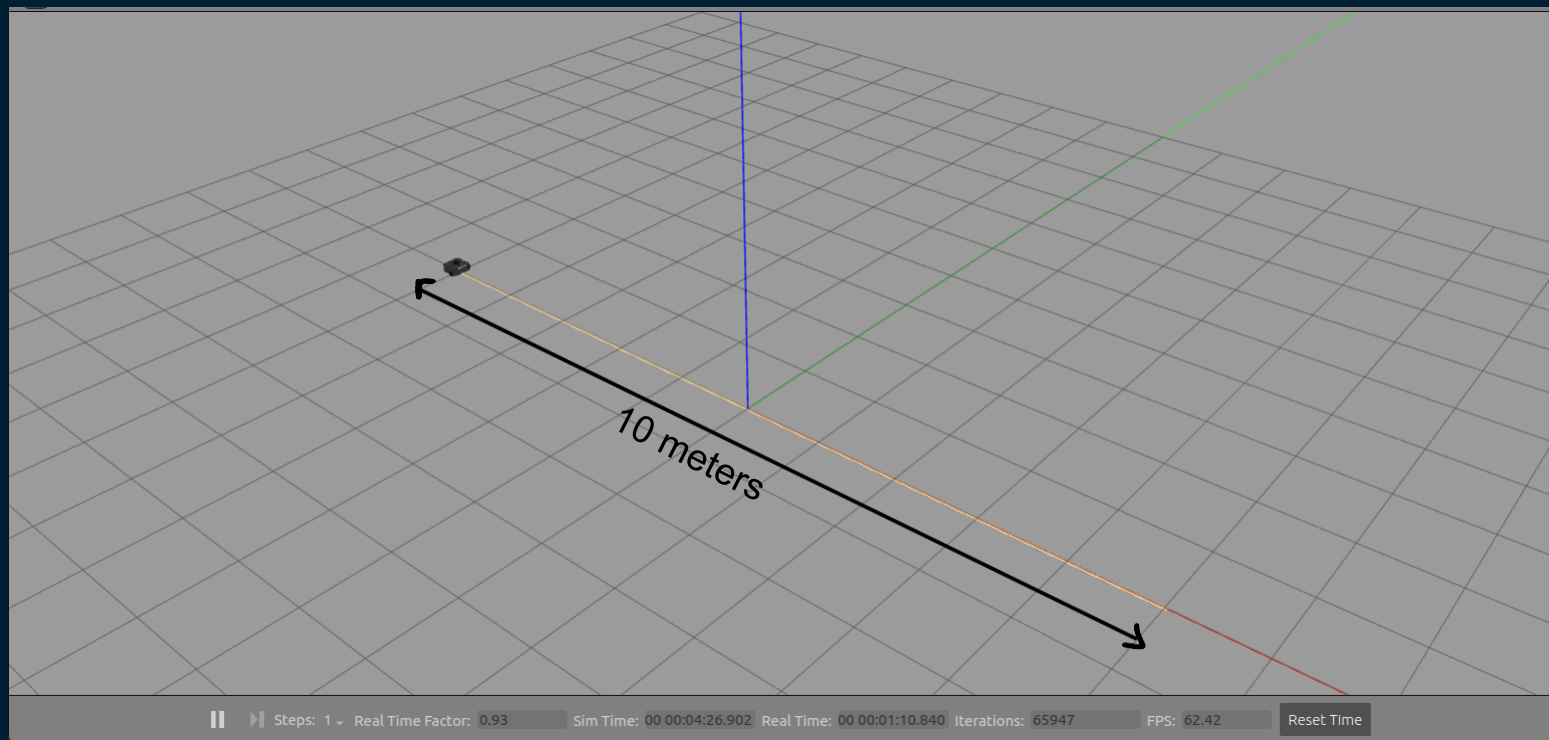 10 meters
Steps: 1 Real Time Factor: 0.93 Sim Time: 00 00:04:26.902 Real Time: 00 00:01:10.840 Iterations: 65947 FPS: 62.42 Reset Time